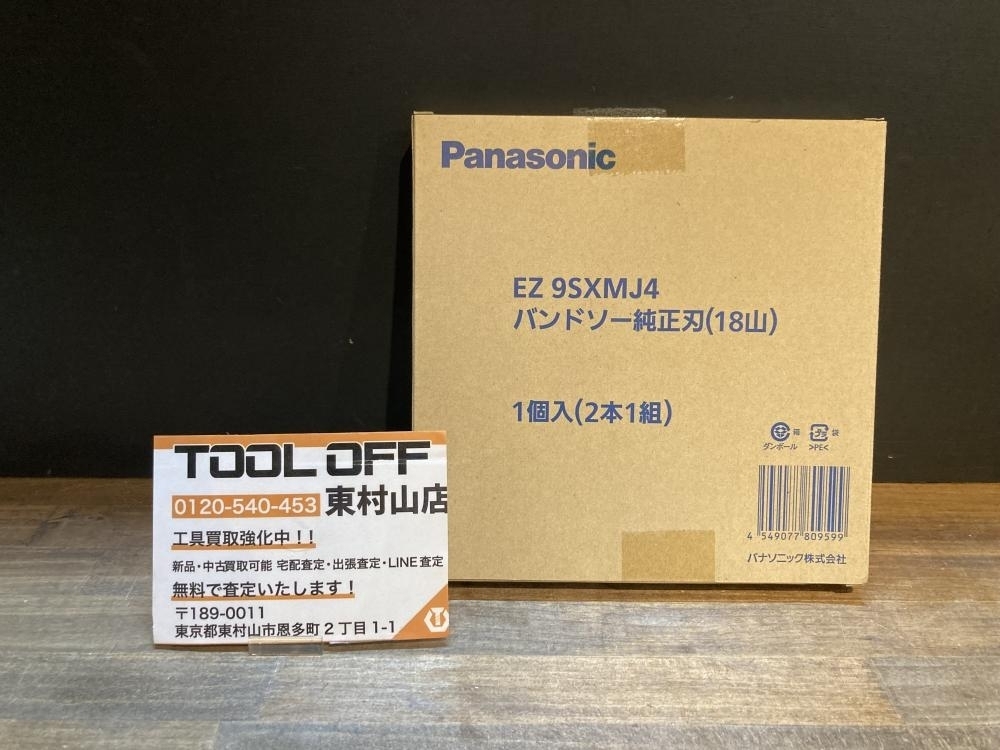 Panasonic
EZ 9SXMJ4
バンドソー純正刃(18山)
1個入(2本1組)
箱
ダンボール
プラ
袋
>PE<
4 549077 809599
パナソニック株式会社
TOOL OFF
0120-540-453 東村山店
工具買取強化中!!
新品・中古買取可能 宅配査定・出張査定・LINE査定
無料で査定いたします!
〒189-0011
東京都東村山市恩多町2丁目1-1